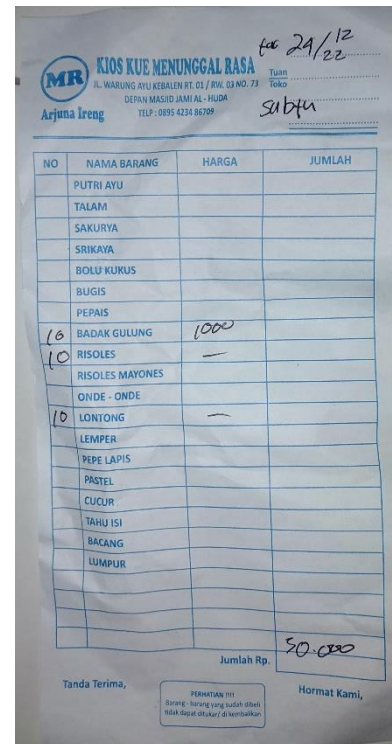 KIOS KUE MENUNGGAL RASA
MR
JL. WARUNG AYU KEBALEN RT. 01 / RW. 03 NO. 73
DEPAN MASJID JAMI AL - HUDA
Arjuna Ireng
TELP : 0895 4234 86709
24/12
22
Tuan
Toko
Sabtu
NO NAMA BARANG HARGA JUMLAH
PUTRI AYU
TALAM
SAKURYA
SRIKAYA
BOLU KUKUS
BUGIS
PEPAIS
10 BADAK GULUNG 1000
10 RISOLES —
RISOLES MAYONES
ONDE - ONDE
10 LONTONG —
LEMPER
PEPE LAPIS
PASTEL
CUCUR
TAHU ISI
BACANG
LUMPUR
Jumlah Rp. 50.000
Tanda Terima,
Hormat Kami,
PERHATIAN !!!
Barang - barang yang sudah dibeli
tidak dapat ditukar/ di kembalikan